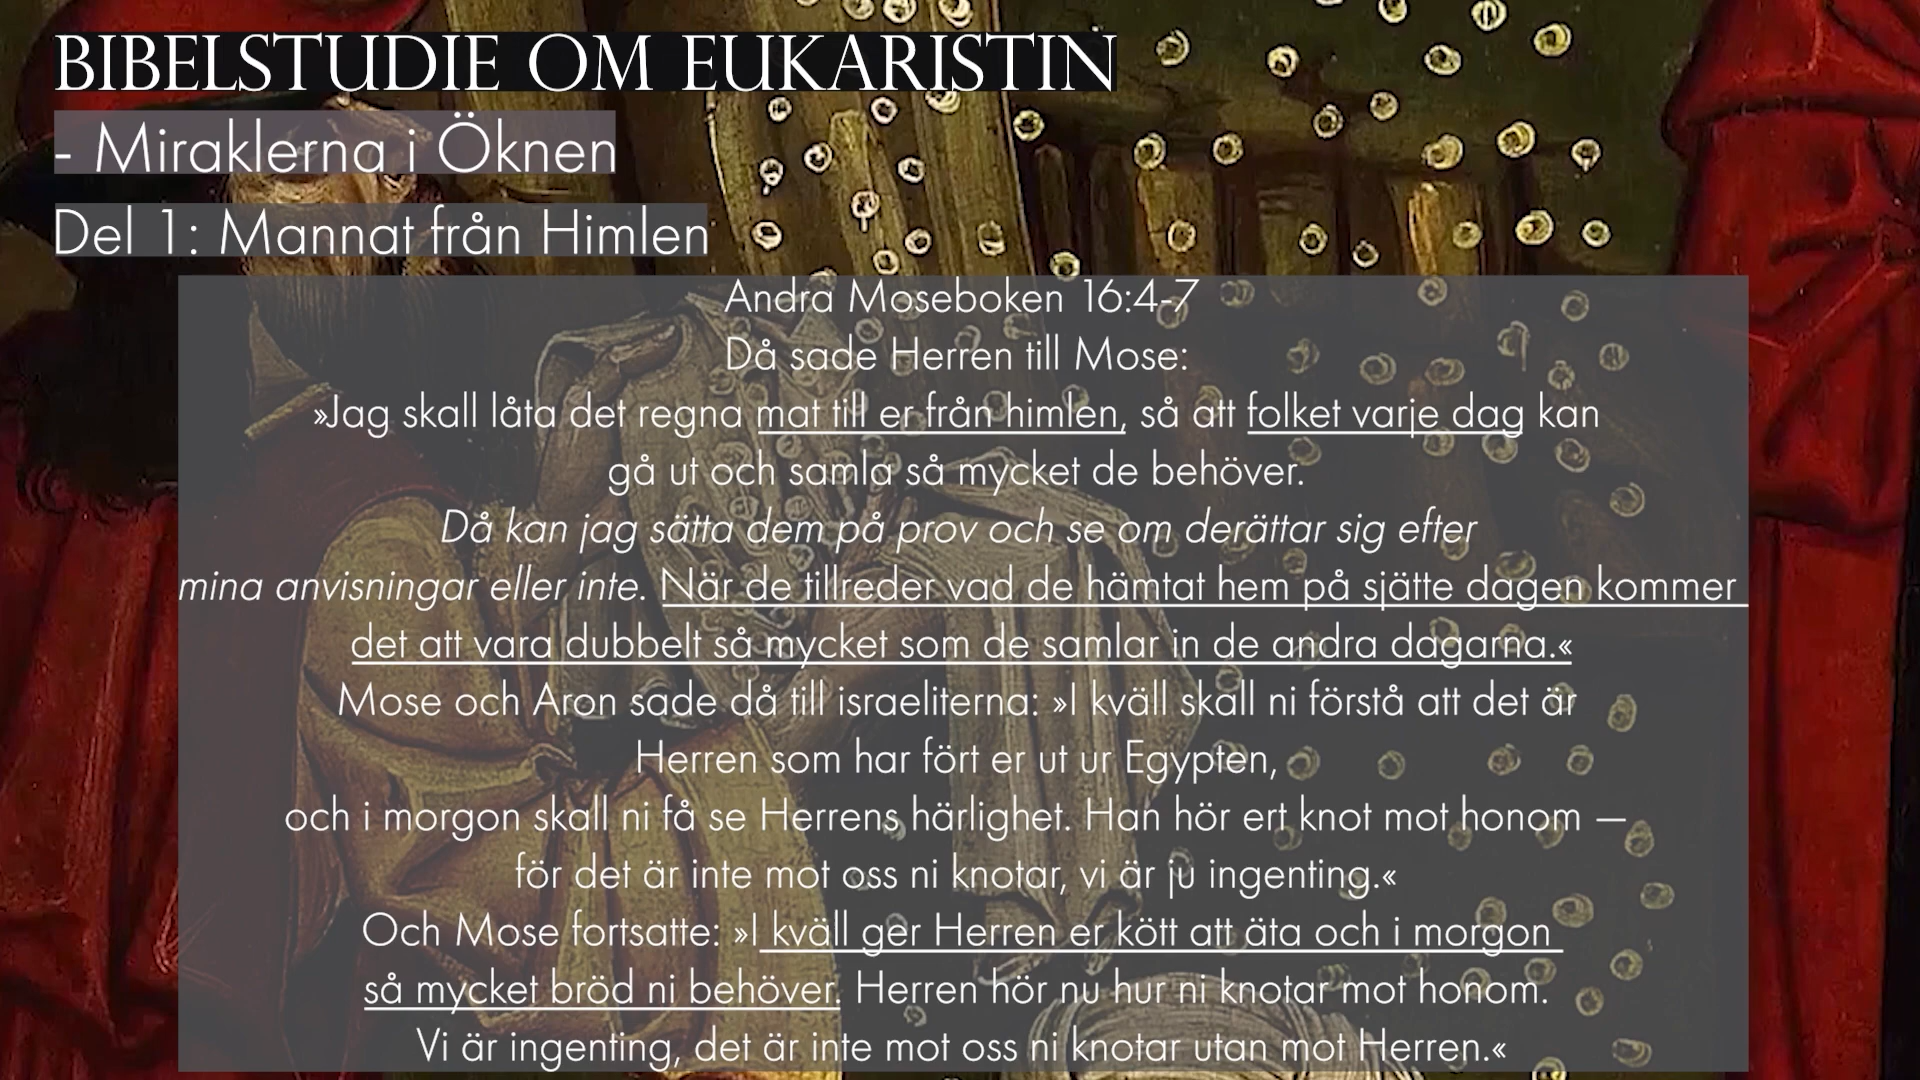 BIBELSTUDIE OM EUKARISTIN
- Miraklerna i Öknen
Del 1: Mannat från Himlen
Andra Moseboken 16:4-7
Då sade Herren till Mose:
»Jag skall låta det regna mat till er från himlen, så att folket varje dag kan
gå ut och samla så mycket de behöver.
Då kan jag sätta dem på prov och se om derättar sig efter
mina anvisningar eller inte. När de tillreder vad de hämtat hem på sjätte dagen kommer
det att vara dubbelt så mycket som de samlar in de andra dagarna.«
Mose och Aron sade då till israeliterna: »I kväll skall ni förstå att det är
Herren som har fört er ut ur Egypten,
och i morgon skall ni få se Herrens härlighet. Han hör ert knot mot honom —
för det är inte mot oss ni knotar, vi är ju ingenting.«
Och Mose fortsatte: »I kväll ger Herren er kött att äta och i morgon
så mycket bröd ni behöver. Herren hör nu hur ni knotar mot honom.
Vi är ingenting, det är inte mot oss ni knotar utan mot Herren.«